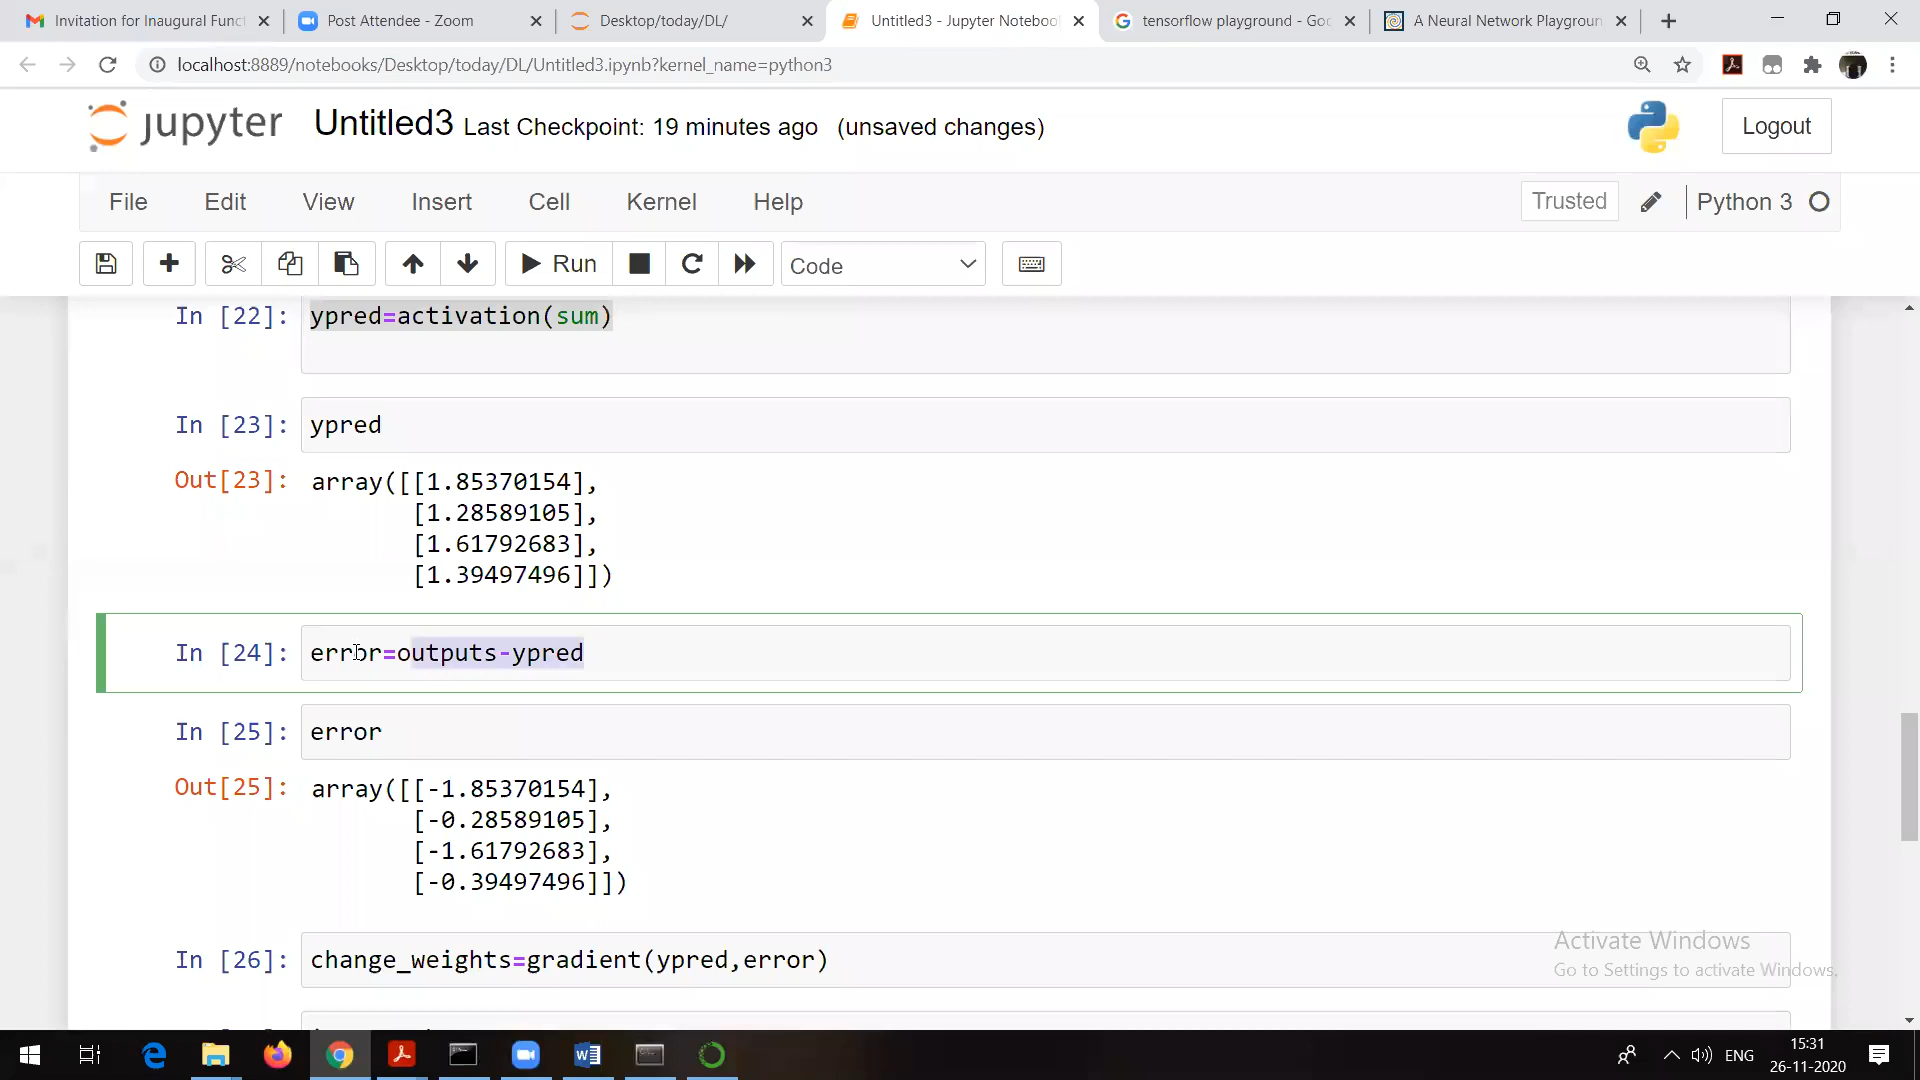 Invitation for Inaugural Funct
Post Attendee - Zoom
Desktop/today/DL/
Untitled3 - Jupyter Notebook
tensorflow playground - Goo
A Neural Network Playground
localhost:8889/notebooks/Desktop/today/DL/Untitled3.ipynb?kernel_name=python3
jupyter Untitled3 Last Checkpoint: 19 minutes ago (unsaved changes)
Logout
File Edit View Insert Cell Kernel Help
Trusted
Python 3
Run
Code
In [22]: ypred=activation(sum)
In [23]: ypred
Out[23]: array([[1.85370154],
[1.28589105],
[1.61792683],
[1.39497496]])
In [24]: error=outputs-ypred
In [25]: error
Out[25]: array([[-1.85370154],
[-0.28589105],
[-1.61792683],
[-0.39497496]])
In [26]: change_weights=gradient(ypred,error)
Activate Windows
Go to Settings to activate Windows.
ENG
15:31
26-11-2020